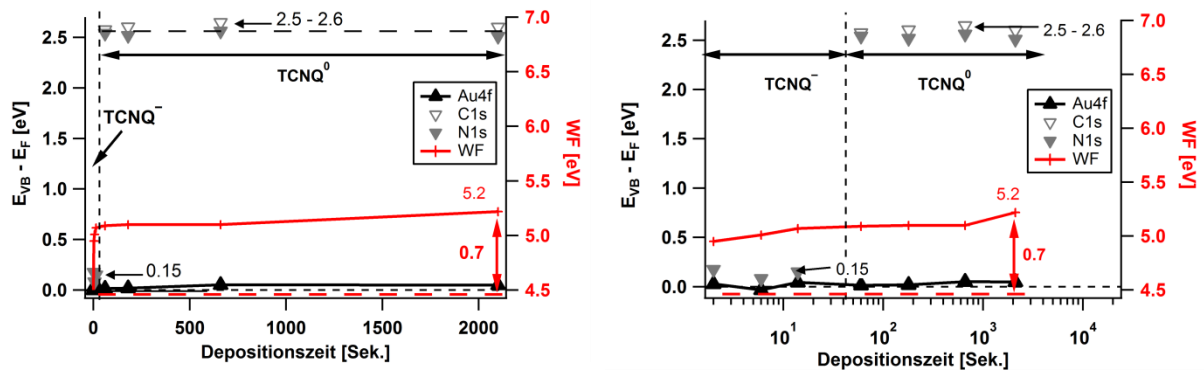 2.5
2.0
1.5
1.0
0.5
0.0
E_VB - E_F [eV]
0
500
1000
1500
2000
Depositionszeit [Sek.]
7.0
6.5
6.0
5.5
5.0
4.5
WF [eV]
2.5 - 2.6
TCNQ⁰
TCNQ⁻
Au4f
C1s
N1s
WF
5.2
0.7
0.15
2.5
2.0
1.5
1.0
0.5
0.0
E_VB - E_F [eV]
10¹
10²
10³
10⁴
Depositionszeit [Sek.]
7.0
6.5
6.0
5.5
5.0
4.5
WF [eV]
2.5 - 2.6
TCNQ⁻
TCNQ⁰
Au4f
C1s
N1s
WF
5.2
0.7
0.15